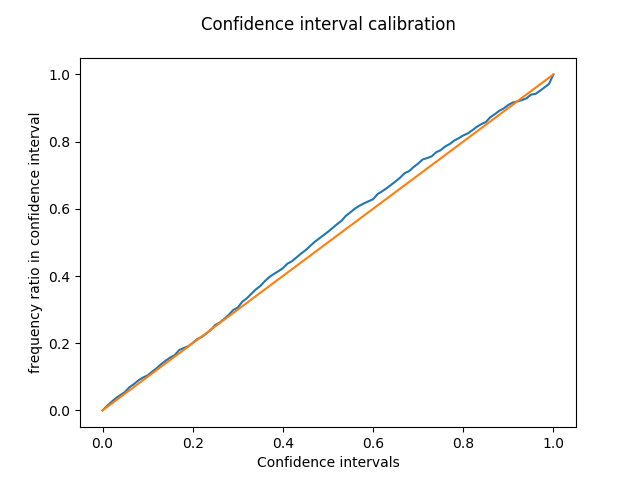 Confidence interval calibration
1.0
0.8
0.6
0.4
0.2
0.0
frequency ratio in confidence interval
0.0 0.2 0.4 0.6 0.8 1.0
Confidence intervals